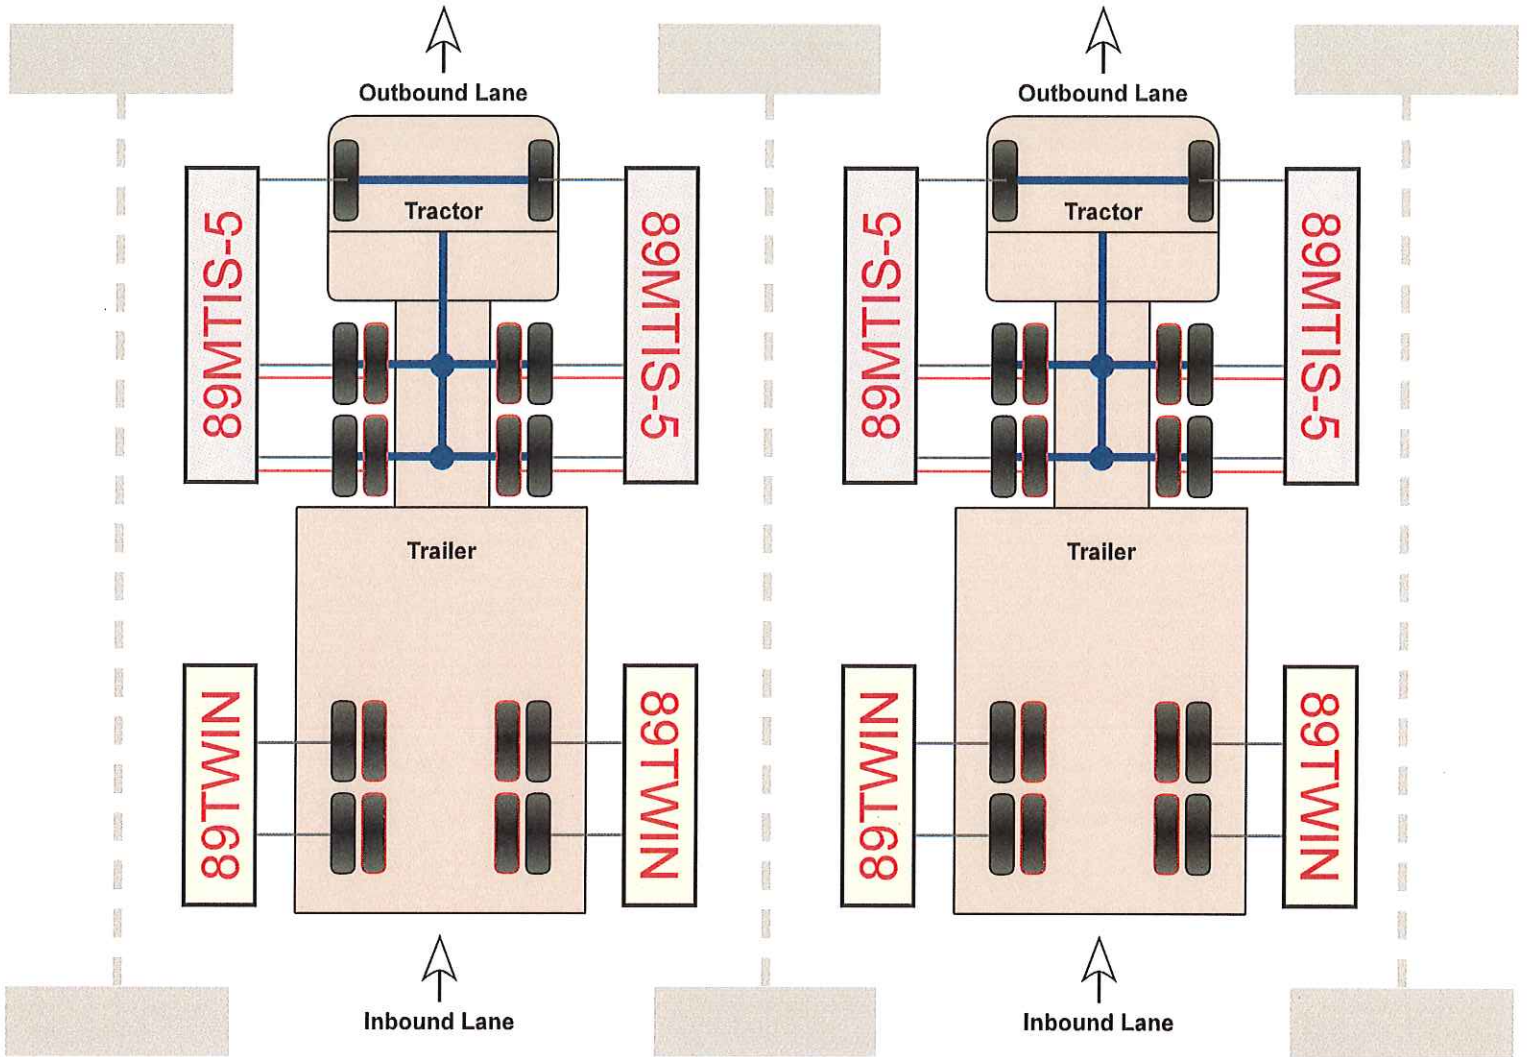 Outbound Lane
Outbound Lane
Tractor
Tractor
89MTIS-5
89MTIS-5
89MTIS-5
89MTIS-5
Trailer
Trailer
89TWIN
89TWIN
89TWIN
89TWIN
Inbound Lane
Inbound Lane